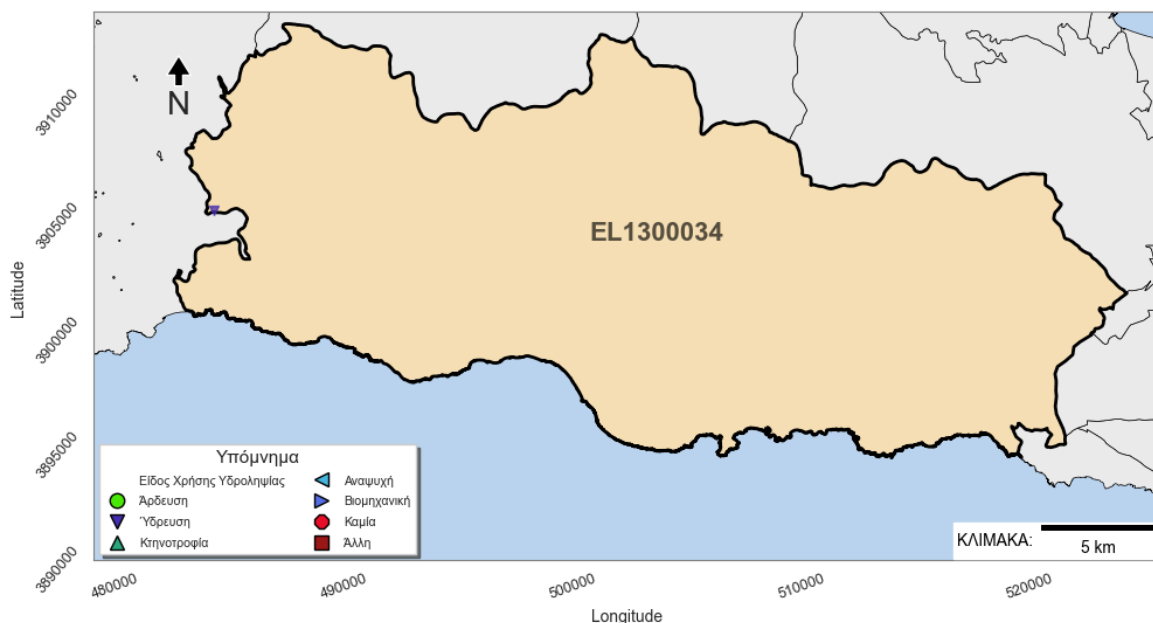 N
EL1300034
Latitude
3910000
3905000
3900000
3895000
3890000
Υπόμνημα
Είδος Χρήσης Υδροληψίας
Άρδευση
Ύδρευση
Κτηνοτροφία
Αναψυχή
Βιομηχανική
Καμία
Άλλη
ΚΛΙΜΑΚΑ:
5 km
480000
490000
500000
510000
520000
Longitude